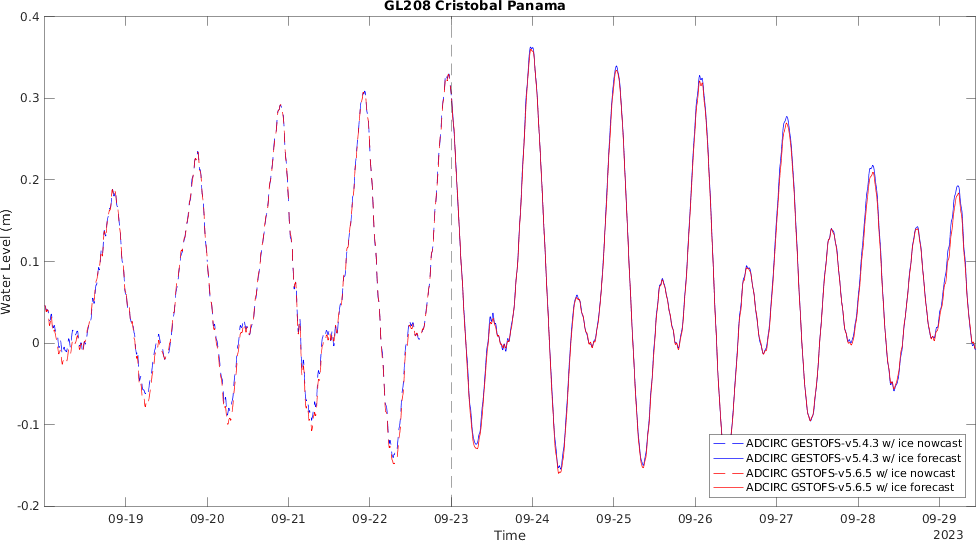 GL208 Cristobal Panama
0.4
0.3
0.2
0.1
0
-0.1
-0.2
Water Level (m)
ADCIRC GESTOFS-v5.4.3 w/ ice nowcast
ADCIRC GESTOFS-v5.4.3 w/ ice forecast
ADCIRC GSTOFS-v5.6.5 w/ ice nowcast
ADCIRC GSTOFS-v5.6.5 w/ ice forecast
09-19 09-20 09-21 09-22 09-23 09-24 09-25 09-26 09-27 09-28 09-29
2023
Time